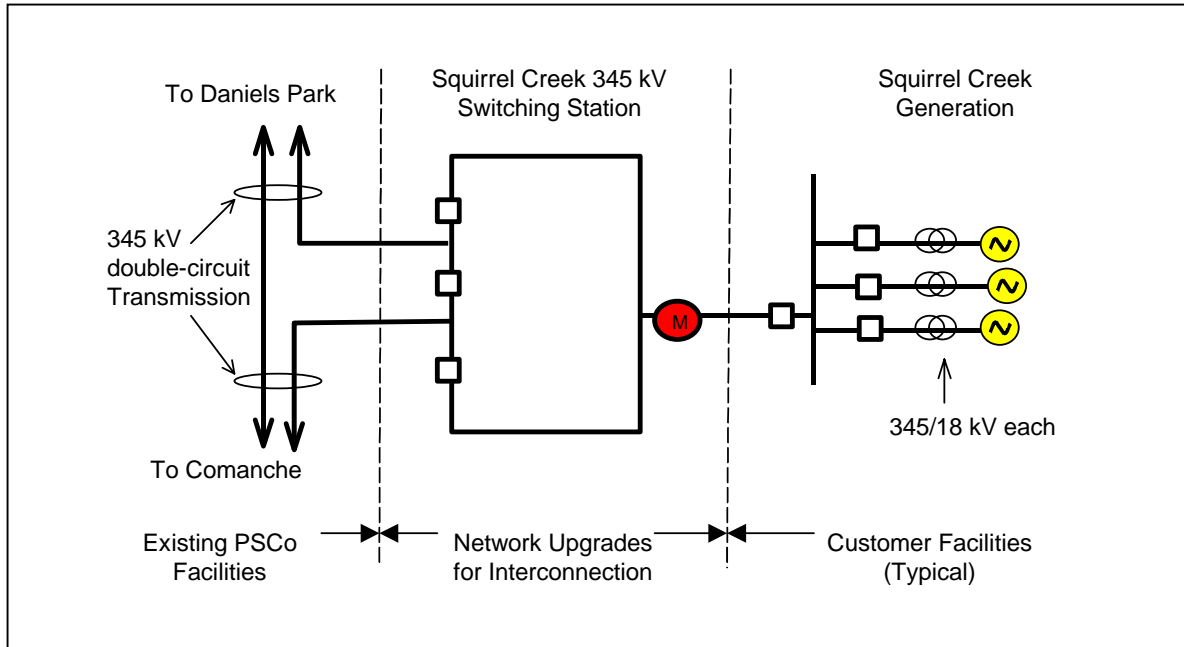 To Daniels Park
Squirrel Creek 345 kV
Switching Station
Squirrel Creek
Generation
345 kV
double-circuit
Transmission
M
345/18 kV each
To Comanche
Existing PSCo
Facilities
Network Upgrades
for Interconnection
Customer Facilities
(Typical)